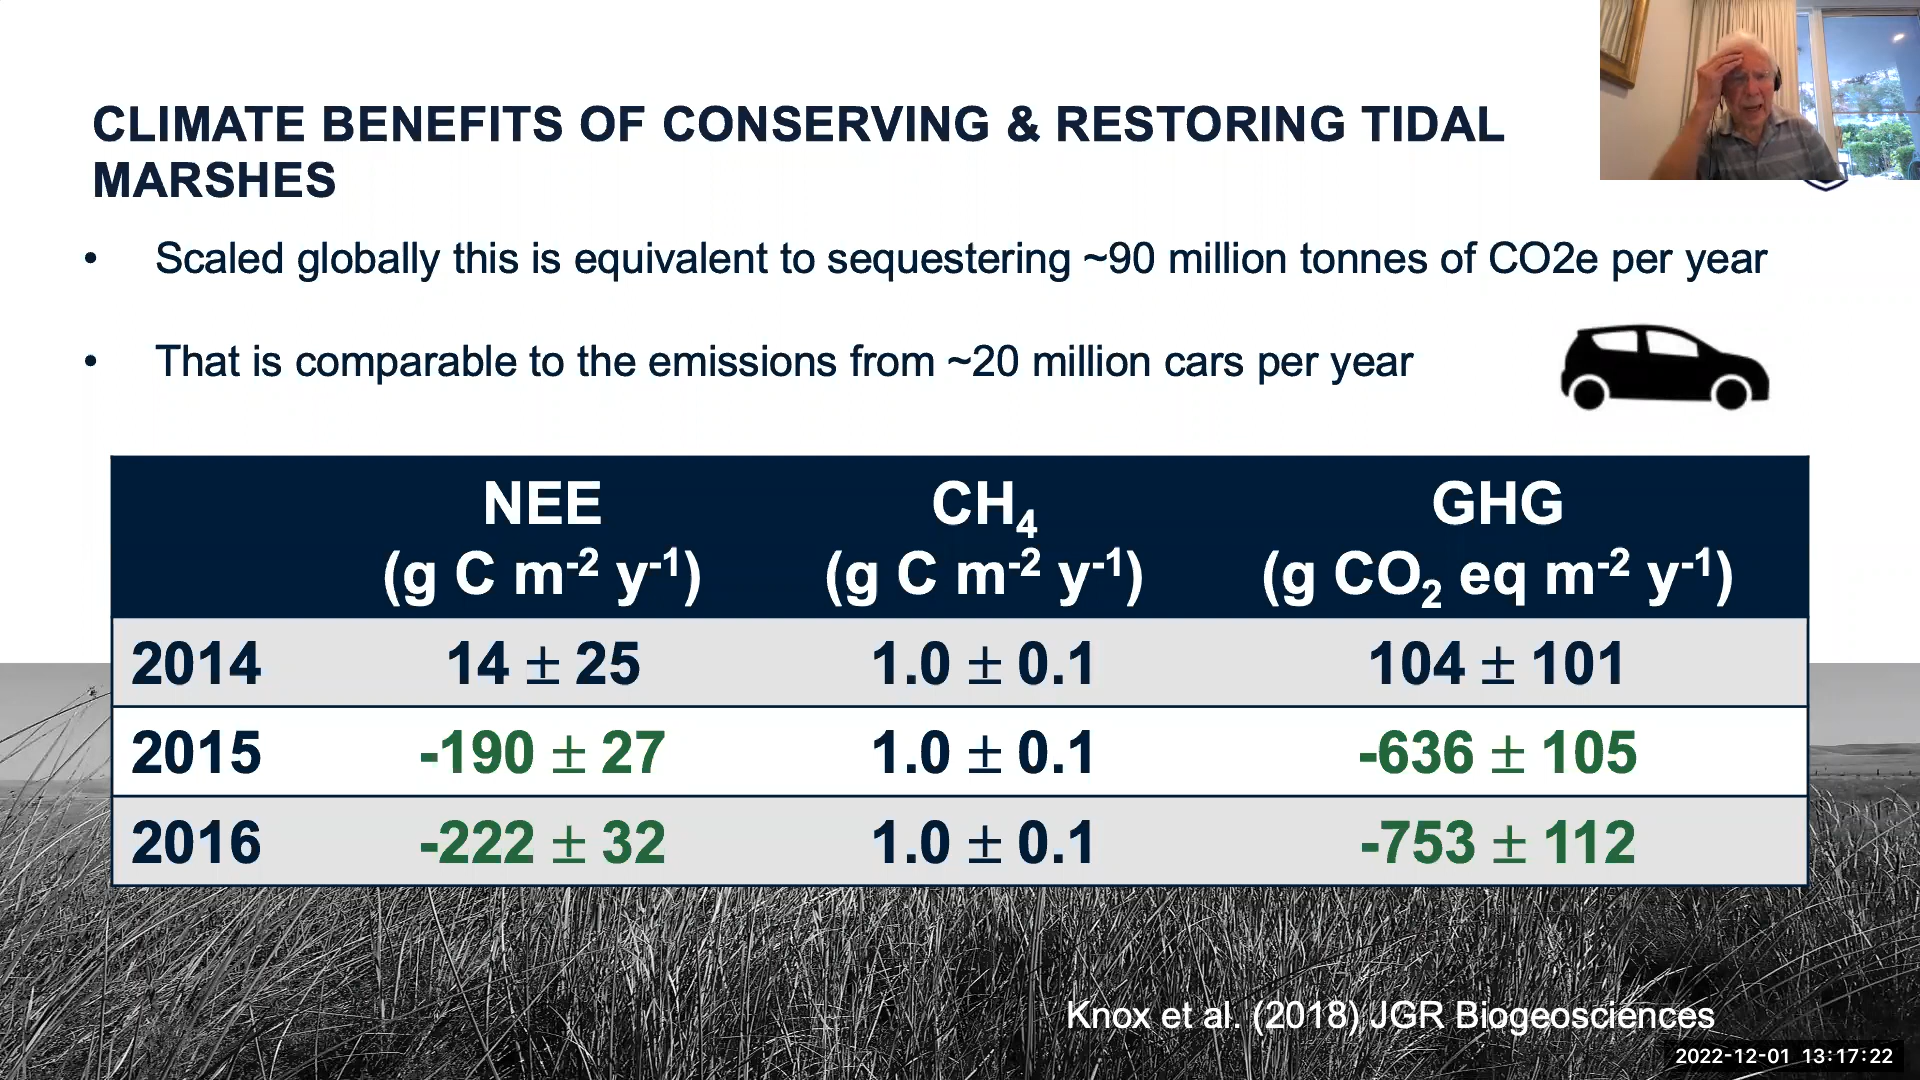 CLIMATE BENEFITS OF CONSERVING & RESTORING TIDAL
MARSHES
• Scaled globally this is equivalent to sequestering ~90 million tonnes of CO2e per year
• That is comparable to the emissions from ~20 million cars per year
NEE CH₄ GHG
(g C m⁻² y⁻¹) (g C m⁻² y⁻¹) (g CO₂ eq m⁻² y⁻¹)
2014 14 ± 25 1.0 ± 0.1 104 ± 101
2015 -190 ± 27 1.0 ± 0.1 -636 ± 105
2016 -222 ± 32 1.0 ± 0.1 -753 ± 112
Knox et al. (2018) JGR Biogeosciences
2022-12-01 13:17:22